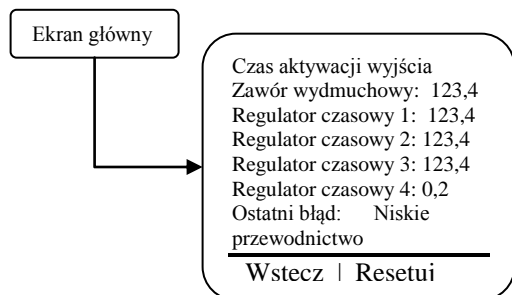 Ekran główny
Czas aktywacji wyjścia
Zawór wydmuchowy: 123,4
Regulator czasowy 1: 123,4
Regulator czasowy 2: 123,4
Regulator czasowy 3: 123,4
Regulator czasowy 4: 0,2
Ostatni błąd: Niskie
przewodnictwo
Wstecz | Resetuj